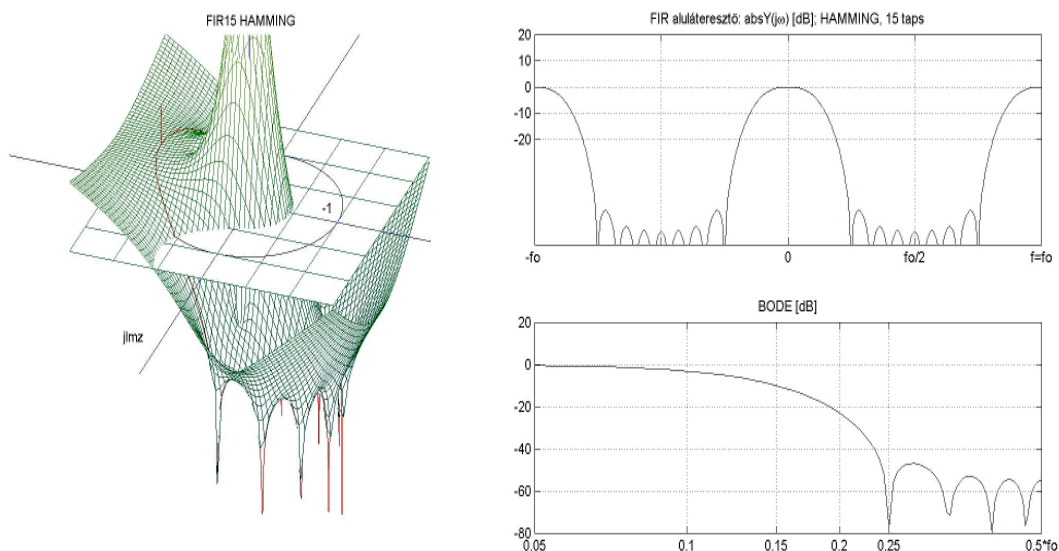 FIR15 HAMMING
-1
jImz
FIR aluláteresztő: absY(jω) [dB]; HAMMING, 15 taps
20
10
0
-10
-20
-fo
0
fo/2
f=fo
BODE [dB]
20
0
-20
-40
-60
-80
0.05
0.1
0.15
0.2
0.25
0.5*fo